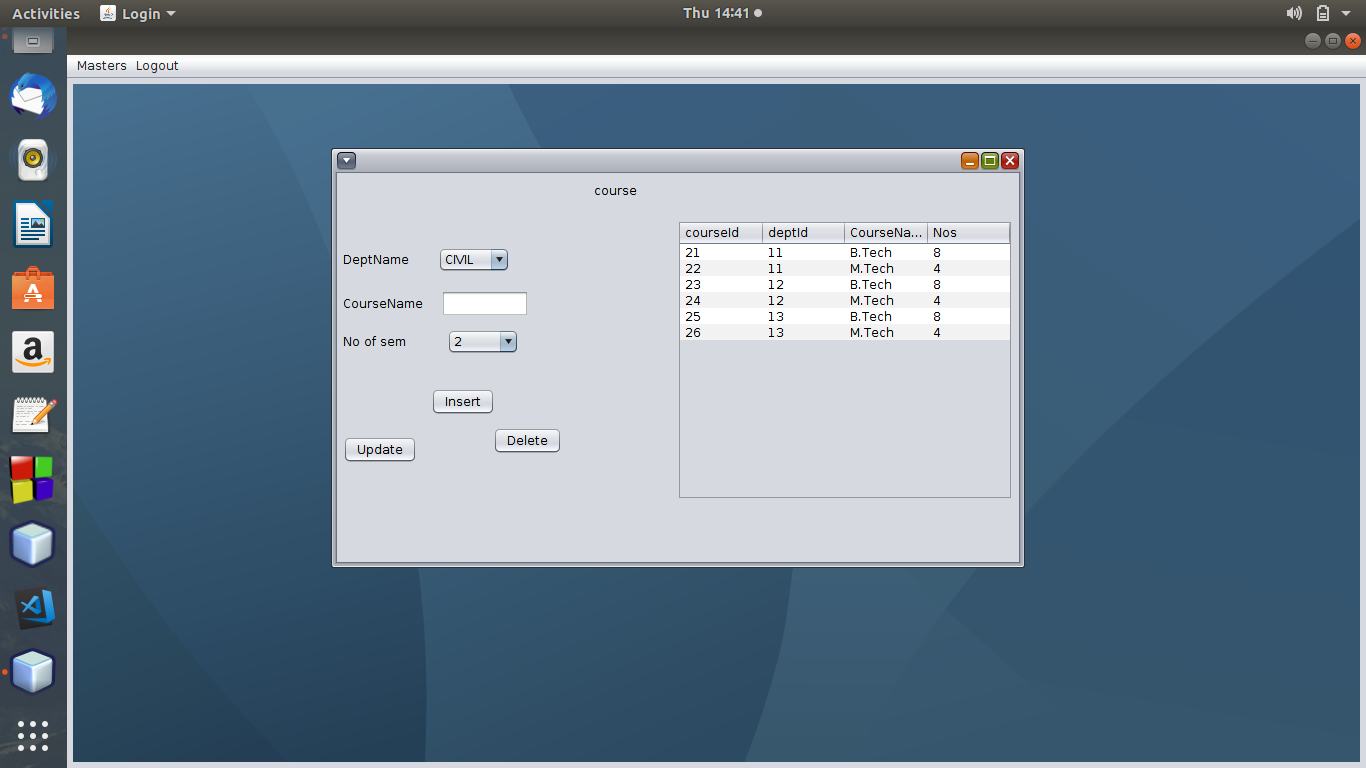 Activities Login Thu 14:41
Masters Logout
course
courseId deptId CourseNa... Nos
21 11 B.Tech 8
22 11 M.Tech 4
23 12 B.Tech 8
24 12 M.Tech 4
25 13 B.Tech 8
26 13 M.Tech 4
DeptName CIVIL
CourseName
No of sem 2
Insert
Delete
Update